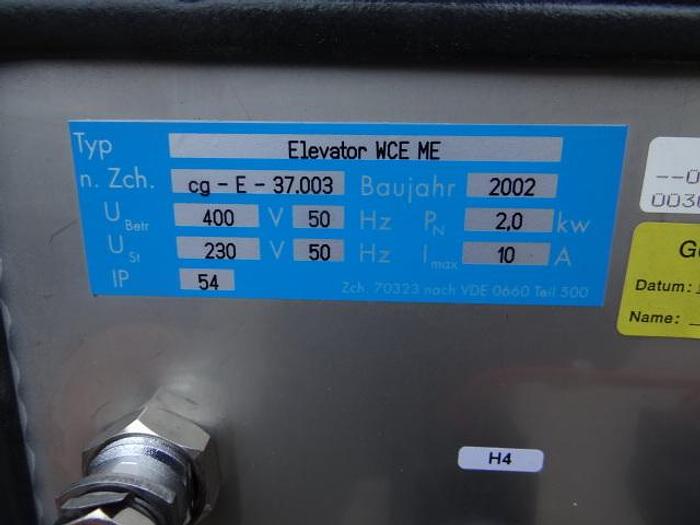 Typ Elevator WCE ME
n. Zch. cg - E - 37.003 Baujahr 2002
U Betr 400 V 50 Hz P N 2,0 kw
U St 230 V 50 Hz I max 10 A
IP 54
Zch. 70323 nach VDE 0660 Teil 500
Datum:
Name:
H4